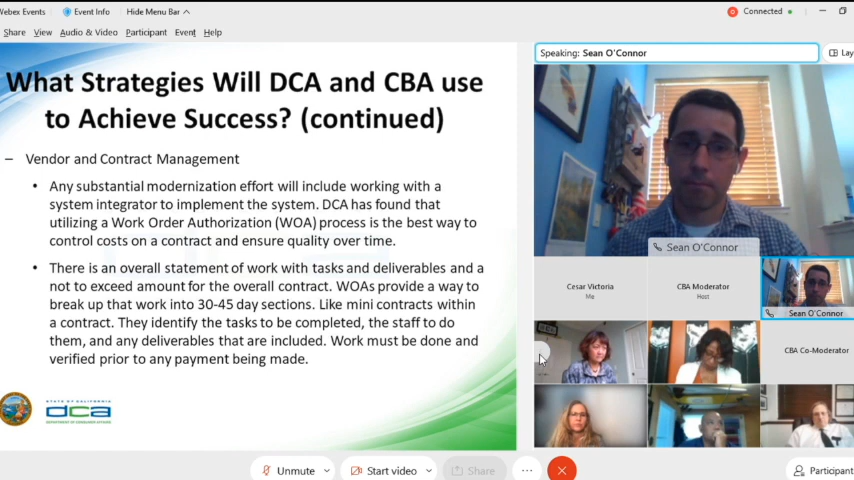 Webex Events
Event Info
Hide Menu Bar
Connected
Share View Audio & Video Participant Event Help
Speaking: Sean O'Connor
Lay
What Strategies Will DCA and CBA use
to Achieve Success? (continued)
– Vendor and Contract Management
• Any substantial modernization effort will include working with a
system integrator to implement the system. DCA has found that
utilizing a Work Order Authorization (WOA) process is the best way to
control costs on a contract and ensure quality over time.
• There is an overall statement of work with tasks and deliverables and a
not to exceed amount for the overall contract. WOAs provide a way to
break up that work into 30-45 day sections. Like mini contracts within
a contract. They identify the tasks to be completed, the staff to do
them, and any deliverables that are included. Work must be done and
verified prior to any payment being made.
STATE OF CALIFORNIA
dca
DEPARTMENT OF CONSUMER AFFAIRS
Sean O'Connor
Cesar Victoria
Me
CBA Moderator
Host
Sean O'Connor
CBA Co-Moderator
Unmute
Start video
Share
Participant